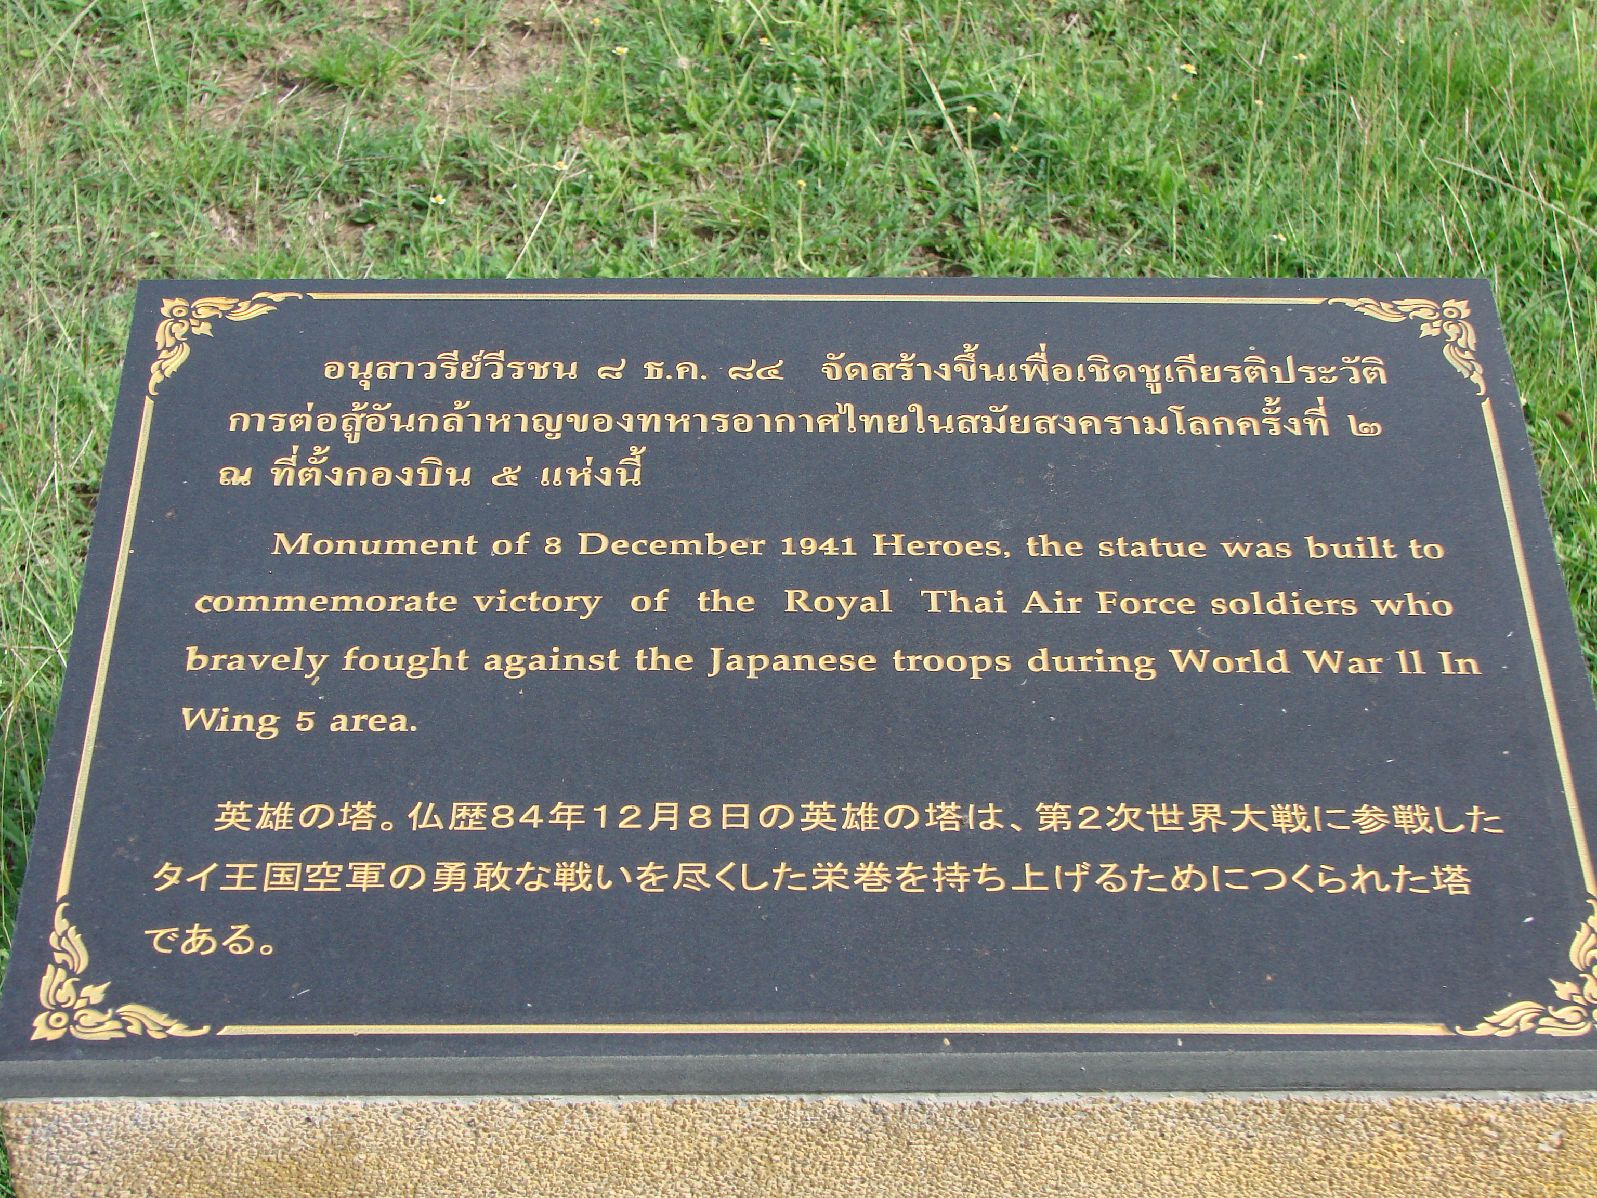 อนุสาวรีย์วีรชน ๘ ธ.ค. ๘๔ จัดสร้างขึ้นเพื่อเชิดชูเกียรติประวัติ
การต่อสู้อันกล้าหาญของทหารอากาศไทยในสมัยสงครามโลกครั้งที่ ๒
ณ ที่ตั้งกองบิน ๕ แห่งนี้
Monument of 8 December 1941 Heroes, the statue was built to
commemorate victory of the Royal Thai Air Force soldiers who
bravely fought against the Japanese troops during World War ll In
Wing 5 area.
英雄の塔。仏歴84年12月8日の英雄の塔は、第2次世界大戦に参戦した
タイ王国空軍の勇敢な戦いを尽くした栄巻を持ち上げるためにつくられた塔
である。